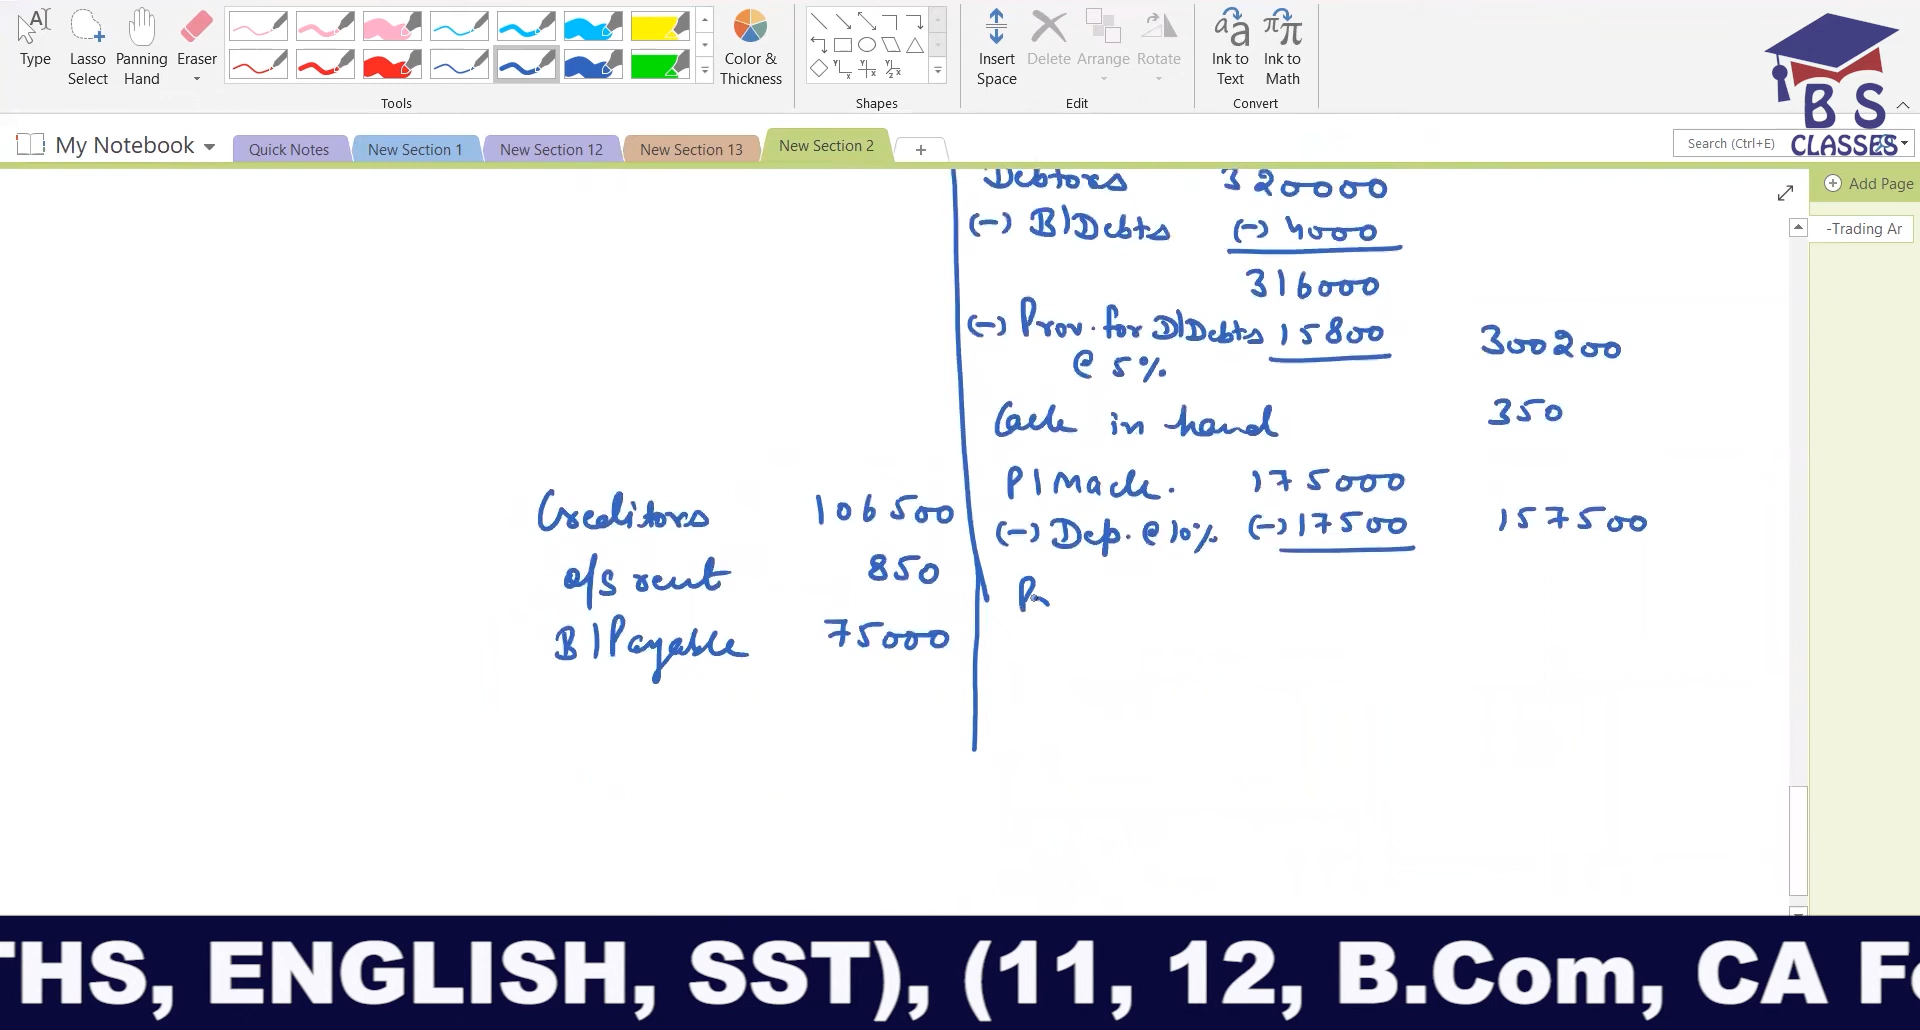 Type
Lasso Select
Panning Hand
Eraser
Color & Thickness
Insert Space
Delete
Arrange
Rotate
Ink to Text
Ink to Math
Tools
Shapes
Edit
Convert
BS
CLASSES
My Notebook
Quick Notes
New Section 1
New Section 12
New Section 13
New Section 2
Search (Ctrl+E)
Add Page
-Trading Ar
Debtors 320000
(-) B/Debts (-) 4000
316000
(-) Prov. for D/Debts 15800 300200
@ 5%
Cash in hand 350
P/Mach. 175000
(-) Dep. @ 10% (-) 17500 157500
Creditors 106500
o/s rent 850
B/Payable 75000
THS, ENGLISH, SST), (11, 12, B.Com, CA Fo